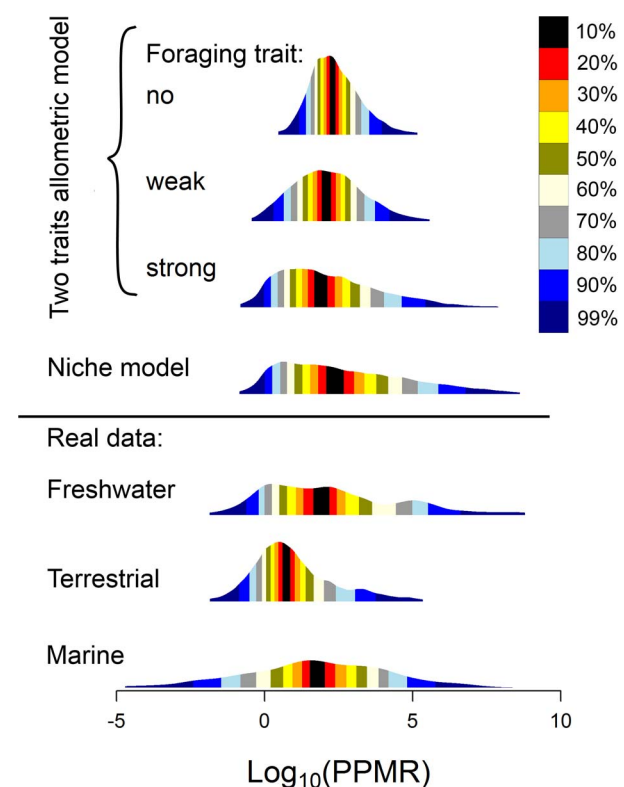 Two traits allometric model
Foraging trait:
no
weak
strong
Niche model
Real data:
Freshwater
Terrestrial
Marine
10%
20%
30%
40%
50%
60%
70%
80%
90%
99%
-5 0 5 10
Log₁₀(PPMR)